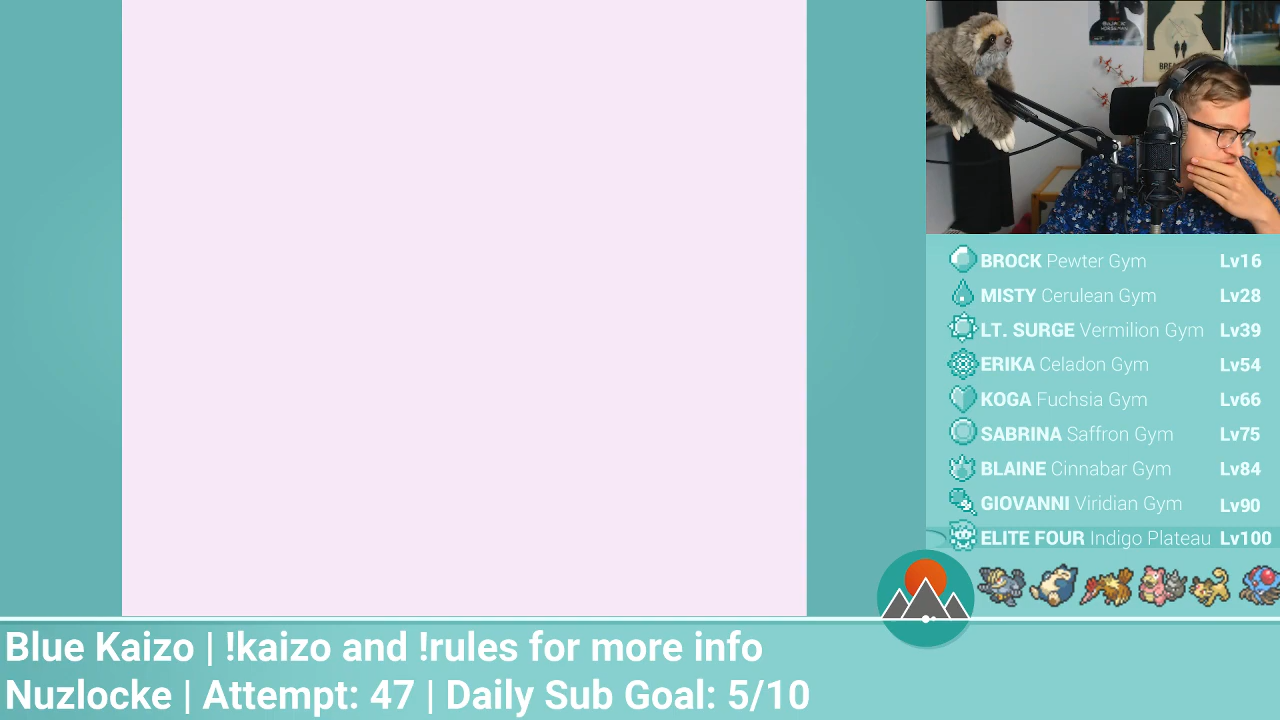 BROCK Pewter Gym Lv16
MISTY Cerulean Gym Lv28
LT. SURGE Vermilion Gym Lv39
ERIKA Celadon Gym Lv54
KOGA Fuchsia Gym Lv66
SABRINA Saffron Gym Lv75
BLAINE Cinnabar Gym Lv84
GIOVANNI Viridian Gym Lv90
ELITE FOUR Indigo Plateau Lv100
Blue Kaizo | !kaizo and !rules for more info
Nuzlocke | Attempt: 47 | Daily Sub Goal: 5/10